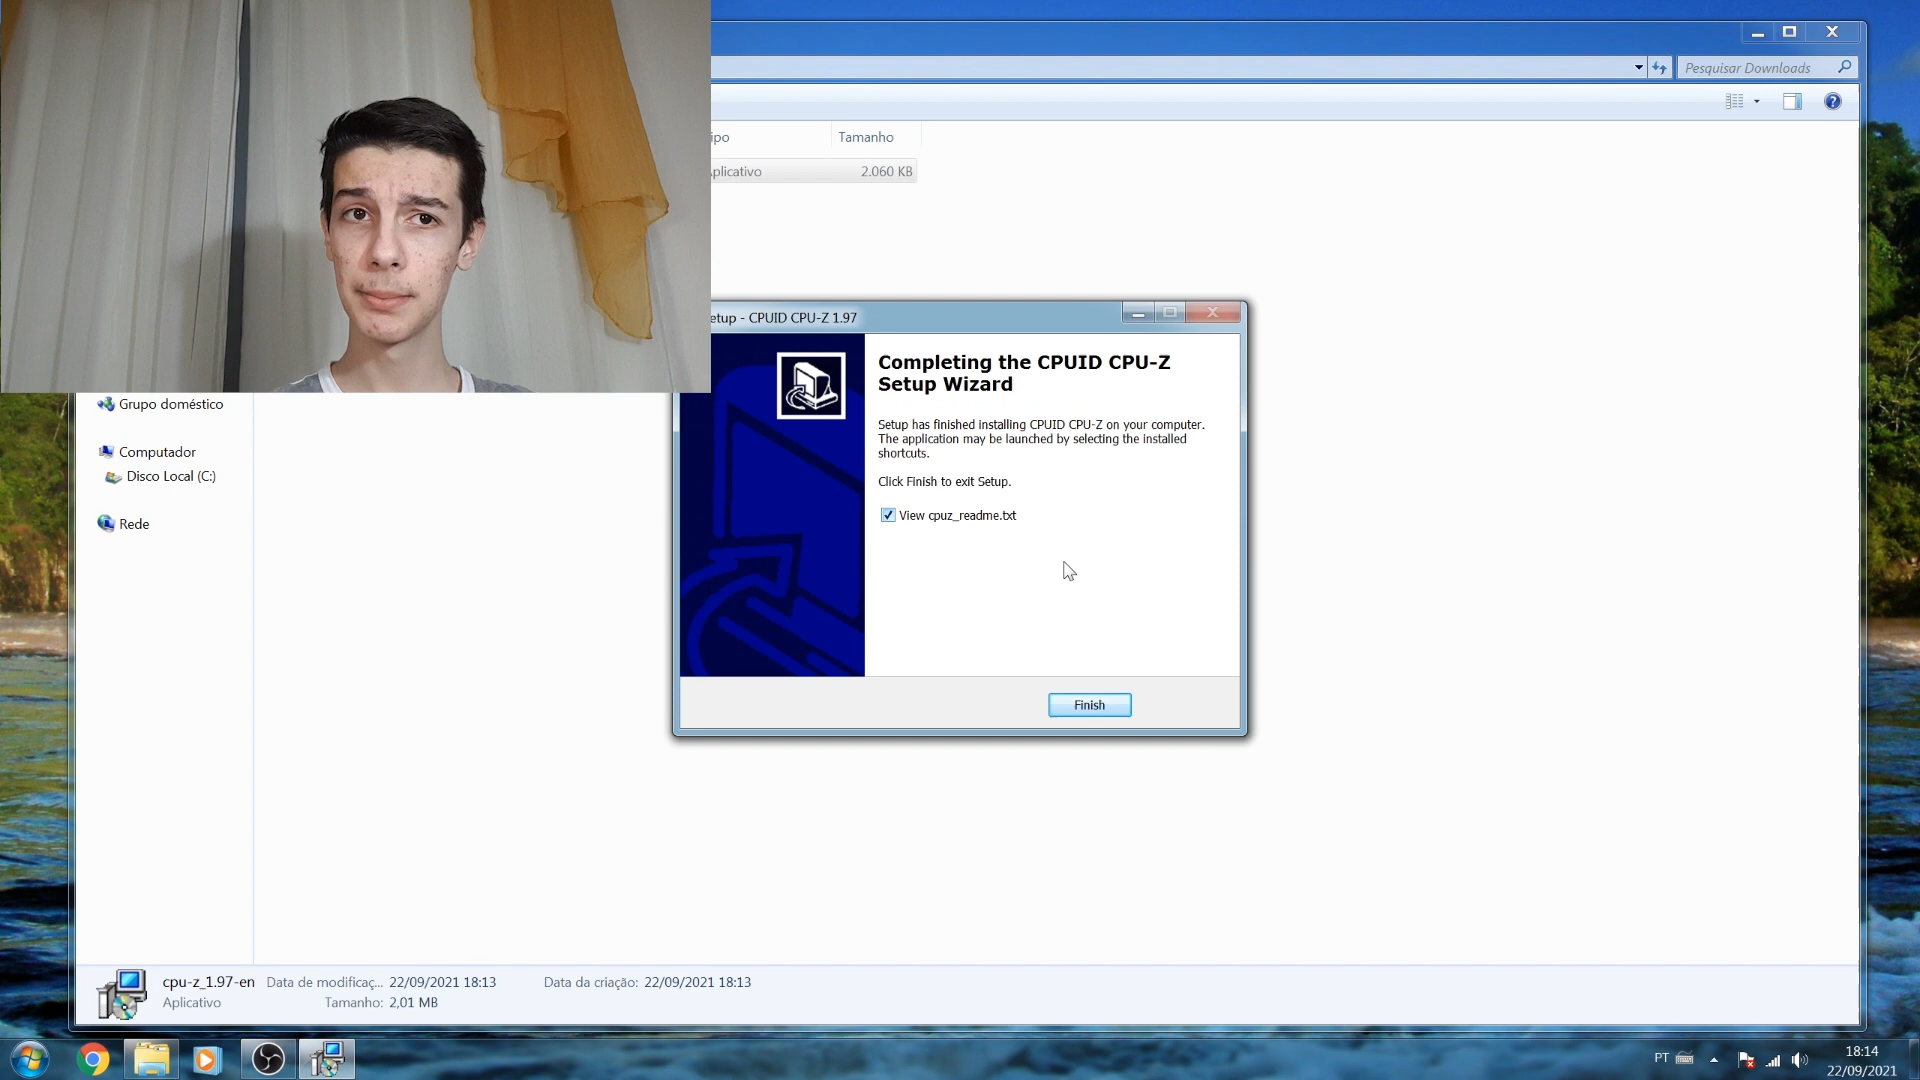 Pesquisar Downloads
ipo
Tamanho
plicativo
2.060 KB
etup - CPUID CPU-Z 1.97
Completing the CPUID CPU-Z
Setup Wizard
Setup has finished installing CPUID CPU-Z on your computer.
The application may be launched by selecting the installed
shortcuts.
Click Finish to exit Setup.
View cpuz_readme.txt
Finish
Grupo doméstico
Computador
Disco Local (C:)
Rede
cpu-z_1.97-en
Data de modificaç... 22/09/2021 18:13
Data da criação: 22/09/2021 18:13
Aplicativo
Tamanho: 2,01 MB
PT
18:14
22/09/2021